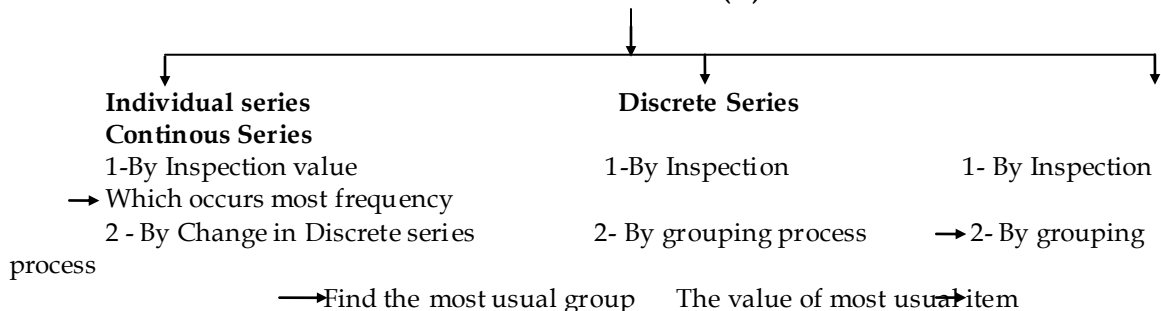 Individual series Discrete Series
Continous Series
1-By Inspection value 1-By Inspection 1- By Inspection
Which occurs most frequency
2 - By Change in Discrete series 2- By grouping process 2- By grouping
process
Find the most usual group The value of most usual item